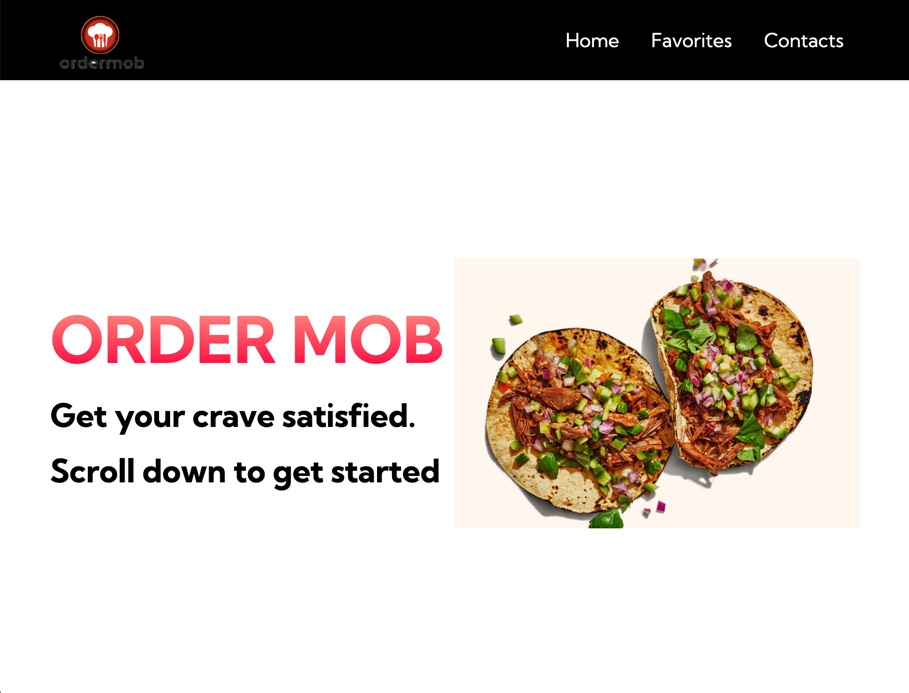 ordermob
Home Favorites Contacts
ORDER MOB
Get your crave satisfied.
Scroll down to get started